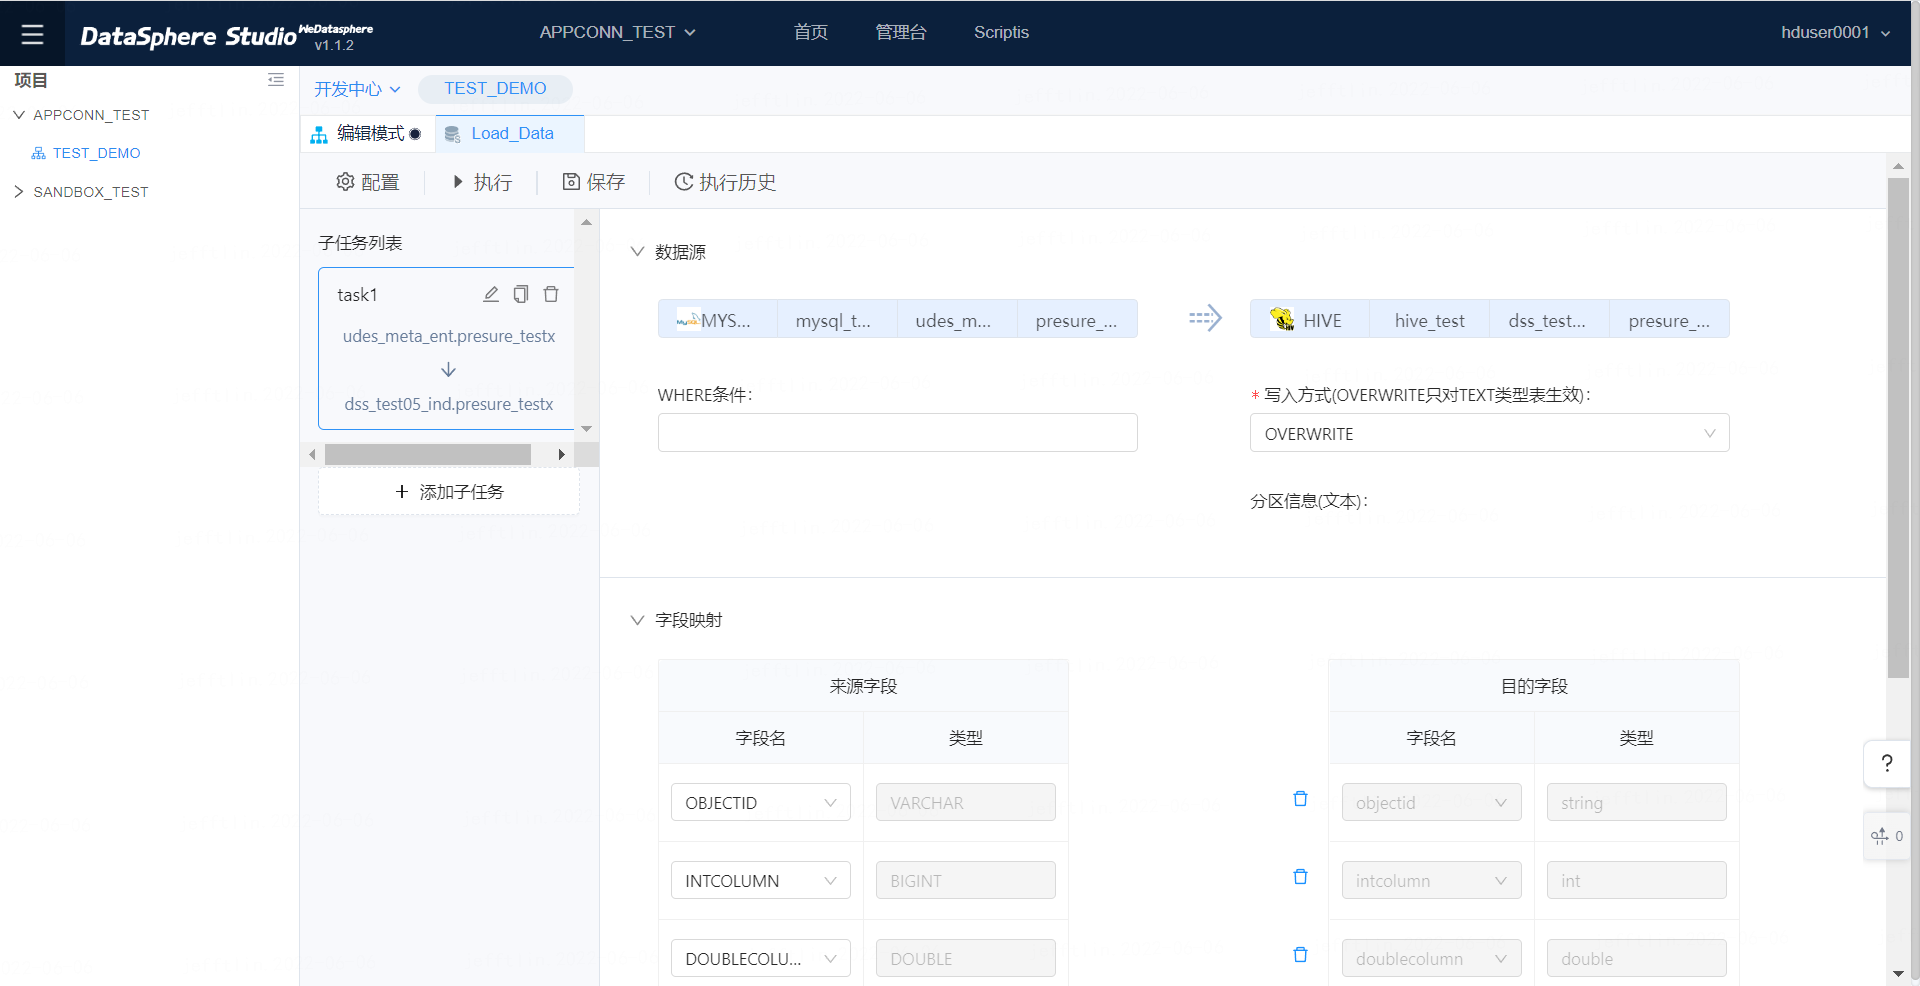 DataSphere Studio WeDatasphere v1.1.2
APPCONN_TEST
首页
管理台
Scriptis
hduser0001
项目
APPCONN_TEST
TEST_DEMO
SANDBOX_TEST
开发中心
TEST_DEMO
编辑模式
Load_Data
配置
执行
保存
执行历史
子任务列表
task1
udes_meta_ent.presure_testx
dss_test05_ind.presure_testx
添加子任务
数据源
MySQL MYS... mysql_t... udes_m... presure_...
HIVE hive_test dss_test... presure_...
WHERE条件:
* 写入方式(OVERWRITE只对TEXT类型表生效):
OVERWRITE
分区信息(文本):
字段映射
来源字段
目的字段
字段名 类型
字段名 类型
OBJECTID VARCHAR
objectid string
INTCOLUMN BIGINT
intcolumn int
DOUBLECOLU... DOUBLE
doublecolumn double
?
0